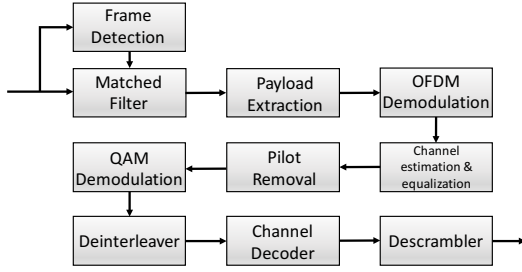 Frame
Detection
Matched
Filter
Payload
Extraction
OFDM
Demodulation
Channel
estimation &
equalization
Pilot
Removal
QAM
Demodulation
Deinterleaver
Channel
Decoder
Descrambler